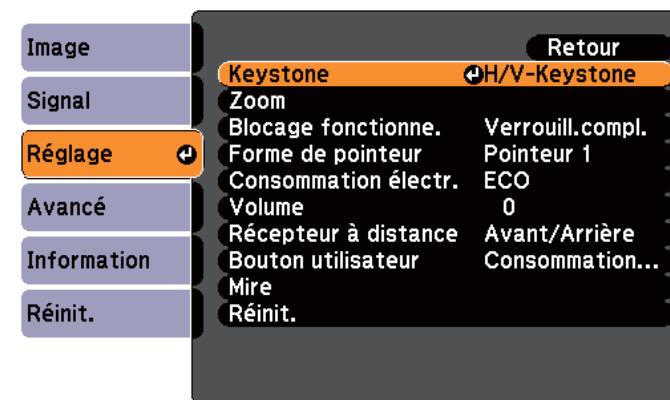 Image
Signal
Réglage
Avancé
Information
Réinit.
Retour
Keystone H/V-Keystone
Zoom
Blocage fonctionne. Verrouill.compl.
Forme de pointeur Pointeur 1
Consommation électr. ECO
Volume 0
Récepteur à distance Avant/Arrière
Bouton utilisateur Consommation...
Mire
Réinit.